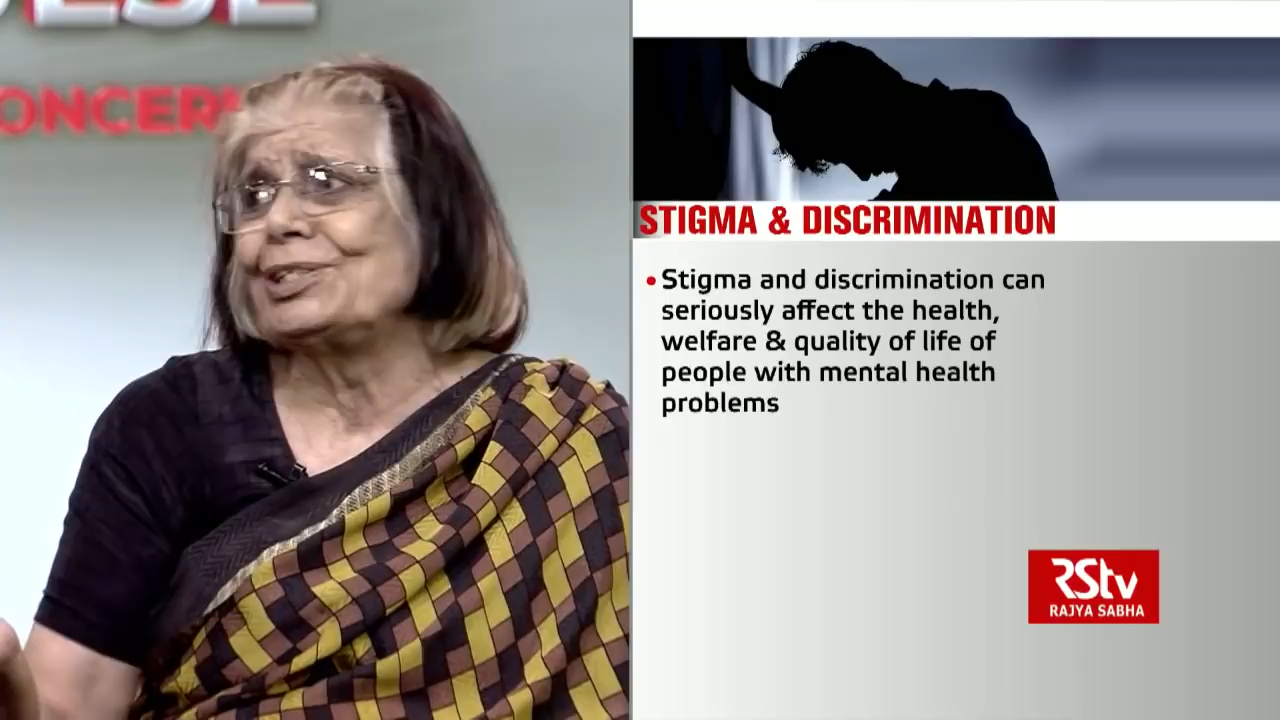 ONCER
STIGMA & DISCRIMINATION
• Stigma and discrimination can
seriously affect the health,
welfare & quality of life of
people with mental health
problems
RStv
RAJYA SABHA